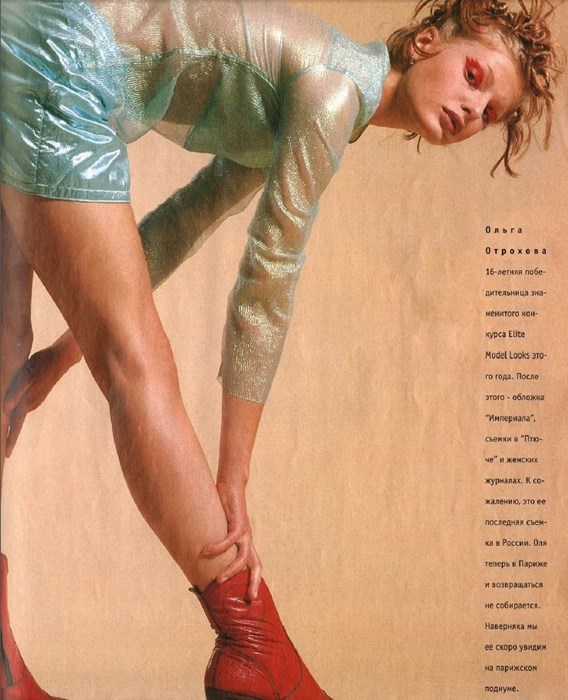 Ольга
Отрохова
16-летняя побе-
дительница зна-
менитого кон-
курса Elite
Model Looks это-
го года. После
этого - обложка
"Империала",
съемки в "Птю-
че" и женских
журналах. К со-
жалению, это ее
последняя съем-
ка в России. Оля
теперь в Париже
и возвращаться
не собирается.
Наверняка мы
ее скоро увидим
на парижском
подиуме.